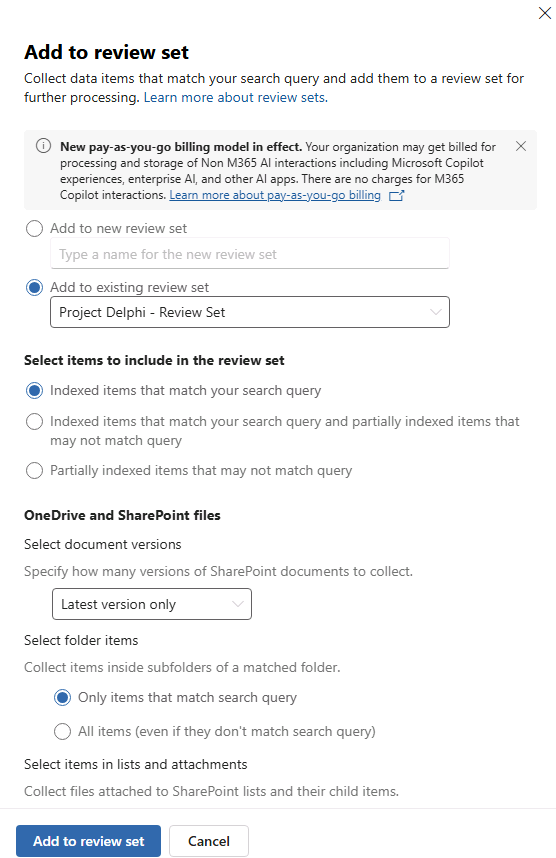 Add to review set
Collect data items that match your search query and add them to a review set for
further processing. Learn more about review sets.
New pay-as-you-go billing model in effect. Your organization may get billed for
processing and storage of Non M365 AI interactions including Microsoft Copilot
experiences, enterprise AI, and other AI apps. There are no charges for M365
Copilot interactions. Learn more about pay-as-you-go billing
Add to new review set
Type a name for the new review set
Add to existing review set
Project Delphi - Review Set
Select items to include in the review set
Indexed items that match your search query
Indexed items that match your search query and partially indexed items that
may not match query
Partially indexed items that may not match query
OneDrive and SharePoint files
Select document versions
Specify how many versions of SharePoint documents to collect.
Latest version only
Select folder items
Collect items inside subfolders of a matched folder.
Only items that match search query
All items (even if they don't match search query)
Select items in lists and attachments
Collect files attached to SharePoint lists and their child items.
Add to review set
Cancel